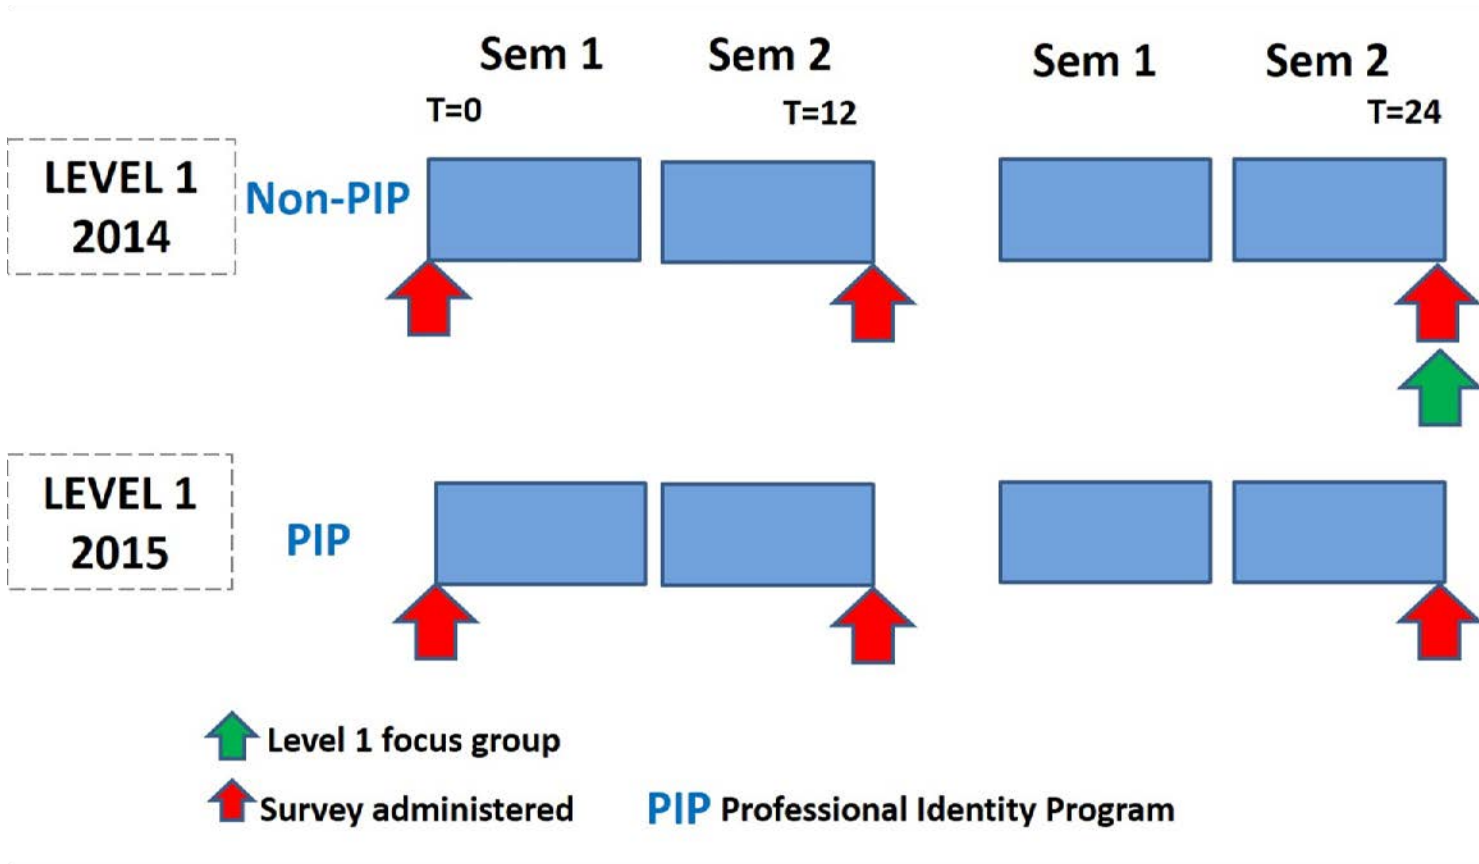 Sem 1 Sem 2 Sem 1 Sem 2
T=0 T=12 T=24
LEVEL 1
2014
Non-PIP
LEVEL 1
2015
PIP
Level 1 focus group
Survey administered
PIP Professional Identity Program